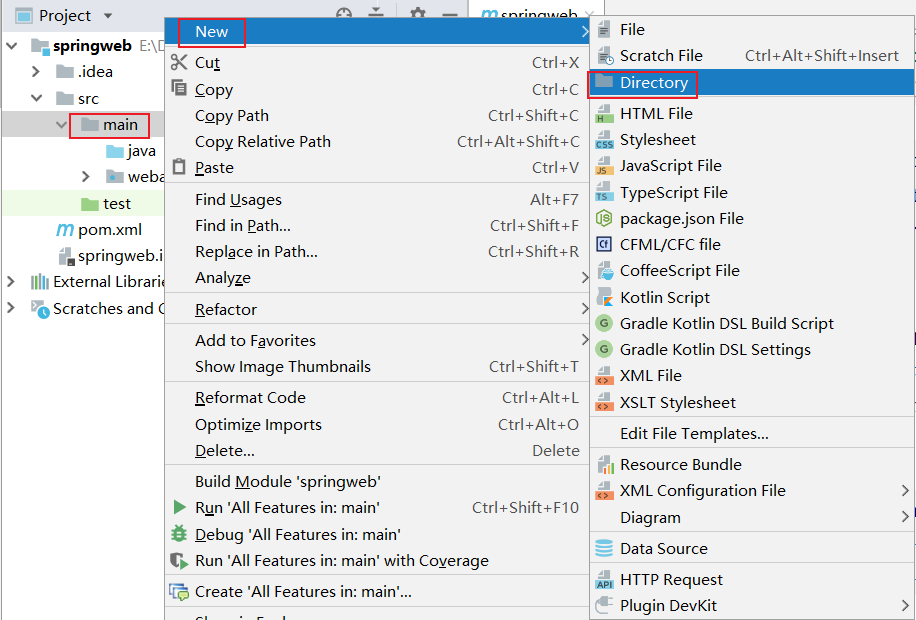 Project
springweb
springweb E:\
.idea
src
main
java
weba
test
pom.xml
springweb.i
External Librarie
Scratches and C
New
Cut Ctrl+X
Copy Ctrl+C
Copy Path Ctrl+Shift+C
Copy Relative Path Ctrl+Alt+Shift+C
Paste Ctrl+V
Find Usages Alt+F7
Find in Path... Ctrl+Shift+F
Replace in Path... Ctrl+Shift+R
Analyze
Refactor
Add to Favorites
Show Image Thumbnails Ctrl+Shift+T
Reformat Code Ctrl+Alt+L
Optimize Imports Ctrl+Alt+O
Delete... Delete
Build Module 'springweb'
Run 'All Features in: main' Ctrl+Shift+F10
Debug 'All Features in: main'
Run 'All Features in: main' with Coverage
Create 'All Features in: main'...
File
Scratch File Ctrl+Alt+Shift+Insert
Directory
HTML File
Stylesheet
JavaScript File
TypeScript File
package.json File
CFML/CFC file
CoffeeScript File
Kotlin Script
Gradle Kotlin DSL Build Script
Gradle Kotlin DSL Settings
XML File
XSLT Stylesheet
Edit File Templates...
Resource Bundle
XML Configuration File
Diagram
Data Source
HTTP Request
Plugin DevKit